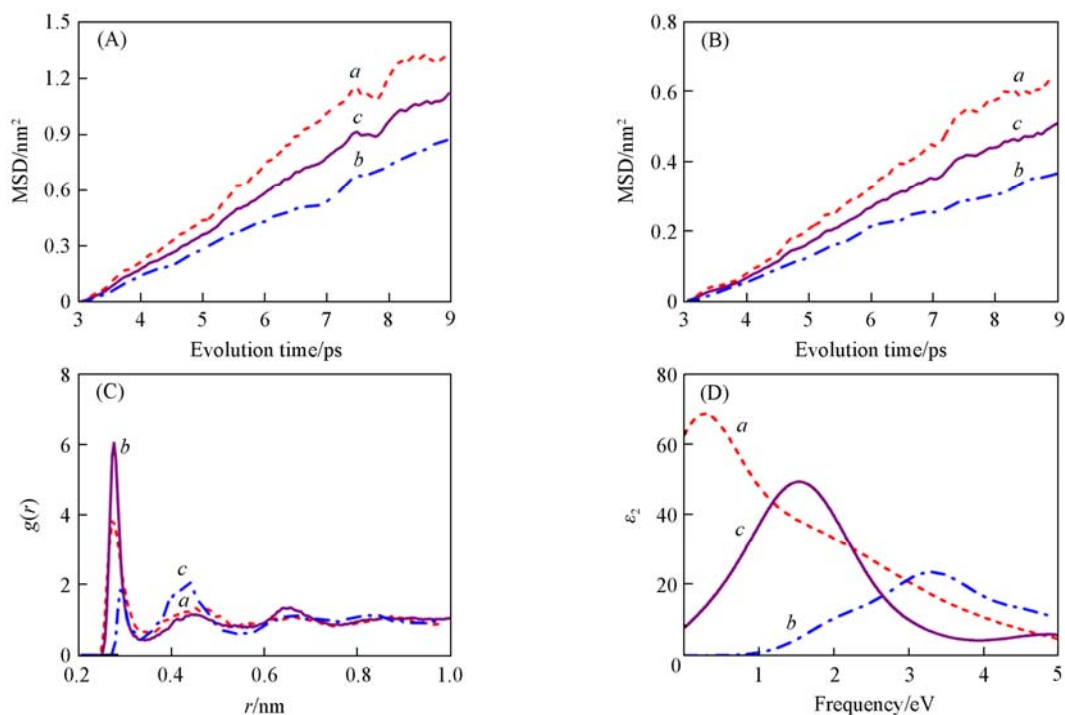 (A)
1.5
1.2
0.9
0.6
0.3
0
MSD/nm²
a
c
b
3 4 5 6 7 8 9
Evolution time/ps
(B)
0.8
0.6
0.4
0.2
0
MSD/nm²
a
c
b
3 4 5 6 7 8 9
Evolution time/ps
(C)
8
6
4
2
0
g(r)
b
c
a
0.2 0.4 0.6 0.8 1.0
r/nm
(D)
80
60
40
20
0
ε₂
a
c
b
0 1 2 3 4 5
Frequency/eV